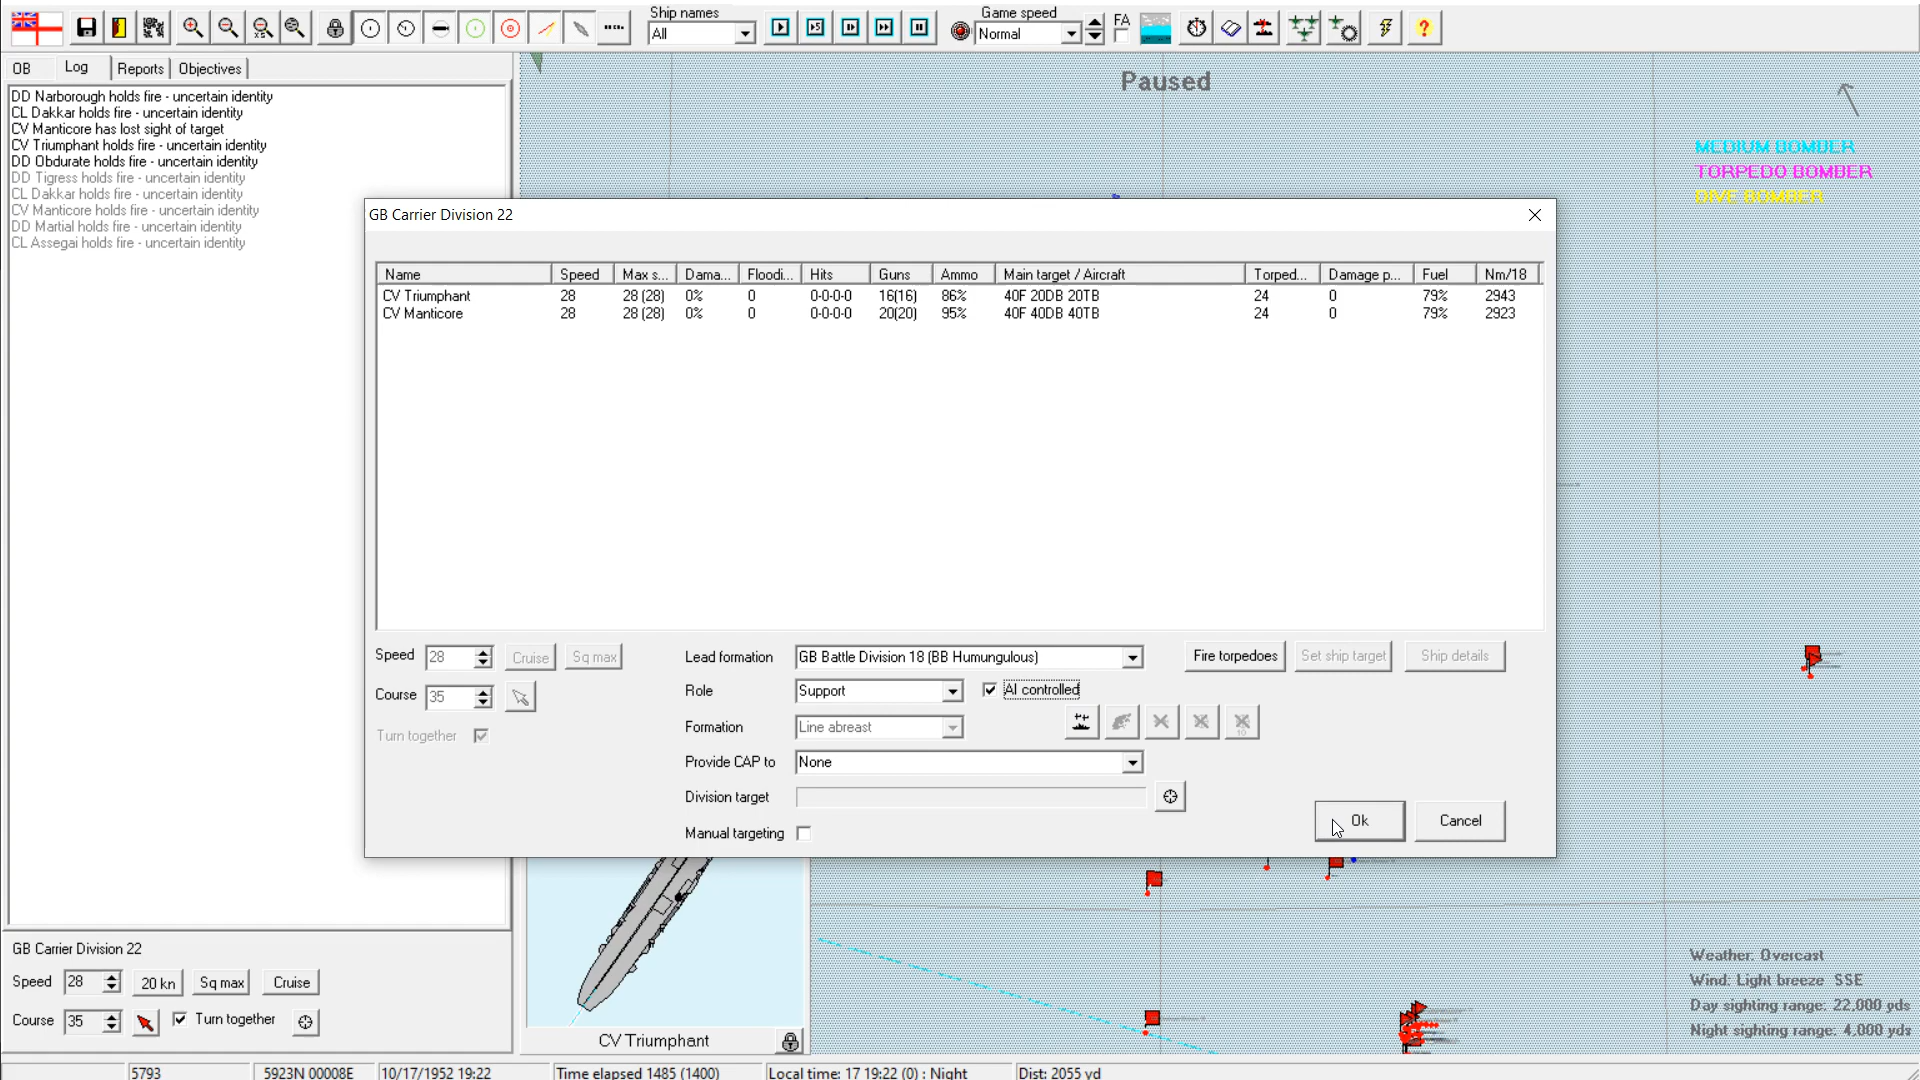 Ship names
Game speed
FA
All
Normal
OB
Log
Reports
Objectives
Paused
DD Narborough holds fire - uncertain identity
CL Dakkar holds fire - uncertain identity
CV Manticore has lost sight of target
CV Triumphant holds fire - uncertain identity
DD Obdurate holds fire - uncertain identity
DD Tigress holds fire - uncertain identity
CL Dakkar holds fire - uncertain identity
CV Manticore holds fire - uncertain identity
DD Martial holds fire - uncertain identity
CL Assegai holds fire - uncertain identity
MEDIUM BOMBER
TORPEDO BOMBER
DIVE BOMBER
GB Carrier Division 22
Name Speed Max s... Dama... Floodi... Hits Guns Ammo Main target / Aircraft Torped... Damage p... Fuel Nm/18
CV Triumphant 28 28 (28) 0% 0 0-0-0-0 16(16) 86% 40F 20DB 20TB 24 0 79% 2943
CV Manticore 28 28 (28) 0% 0 0-0-0-0 20(20) 95% 40F 40DB 40TB 24 0 79% 2923
Speed 28 Cruise Sq max
Course 35
Turn together
Lead formation GB Battle Division 18 (BB Humungulous)
Role Support AI controlled
Formation Line abreast
Provide CAP to None
Division target
Manual targeting
Fire torpedoes Set ship target Ship details
10
Ok Cancel
GB Carrier Division 22
Speed 28 20 kn Sq max Cruise
Course 35 Turn together
CV Triumphant
Weather: Overcast
Wind: Light breeze SSE
Day sighting range: 22,000 yds
Night sighting range: 4,000 yds
5793 5923N 00008E 10/17/1952 19:22 Time elapsed 1485 (1400) Local time: 17 19:22 (0) : Night Dist: 2055 yd